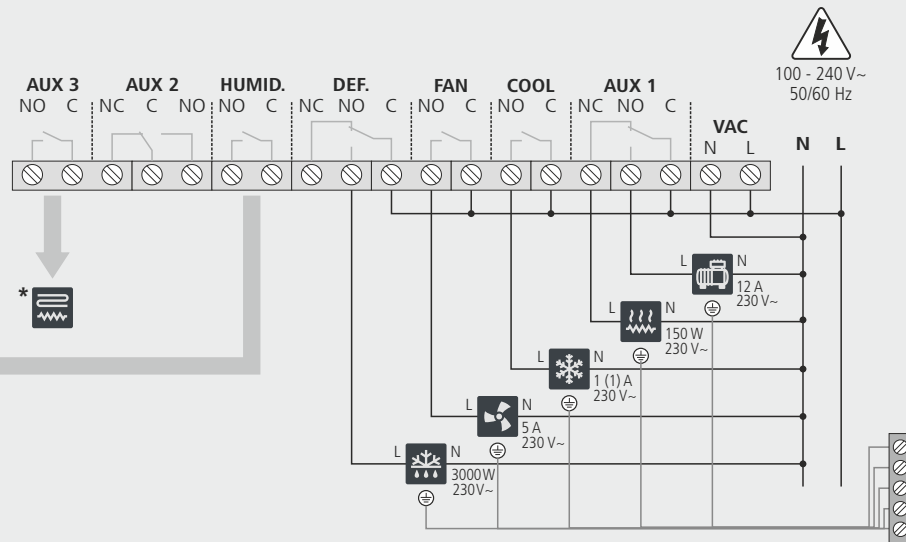 100 - 240 V~
50/60 Hz
AUX 3 AUX 2 HUMID. DEF. FAN COOL AUX 1
NO C NC C NO NO C NC NO C NO C NO C NC NO C
VAC
N L
N L
L N
12 A
230 V~
*
L N
150 W
230 V~
L N
1 (1) A
230 V~
L N
5 A
230 V~
L N
3000 W
230 V~